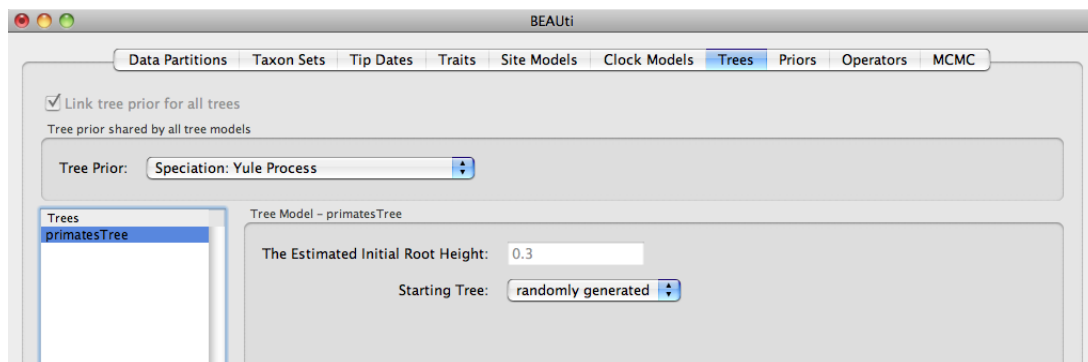 BEAUti
Data Partitions Taxon Sets Tip Dates Traits Site Models Clock Models Trees Priors Operators MCMC
Link tree prior for all trees
Tree prior shared by all tree models
Tree Prior: Speciation: Yule Process
Trees
primatesTree
Tree Model - primatesTree
The Estimated Initial Root Height: 0.3
Starting Tree: randomly generated